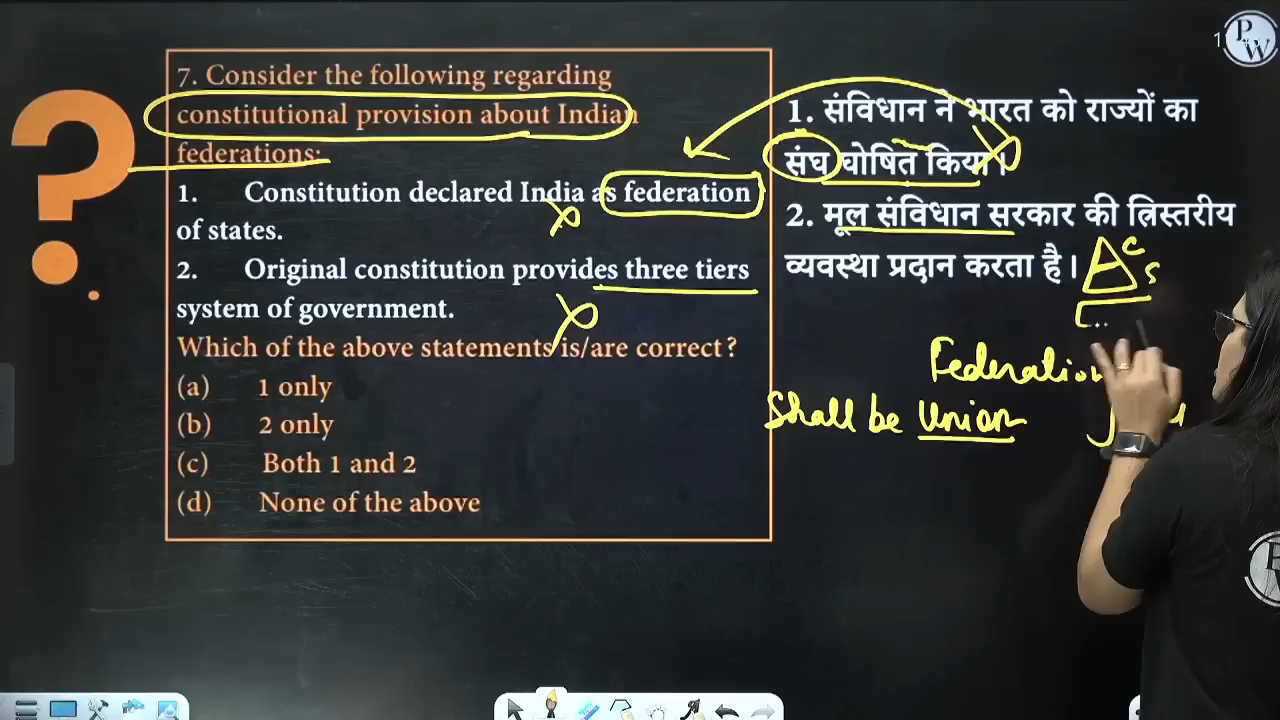 7. Consider the following regarding
constitutional provision about Indian
federations:
1. Constitution declared India as federation
of states.
2. Original constitution provides three tiers
system of government.
Which of the above statements is/are correct?
(a) 1 only
(b) 2 only
(c) Both 1 and 2
(d) None of the above
1. संविधान ने भारत को राज्यों का
संघ घोषित किया।
2. मूल संविधान सरकार की त्रिस्तरीय
व्यवस्था प्रदान करता है।
C
S
Federation
Shall be Union
PW